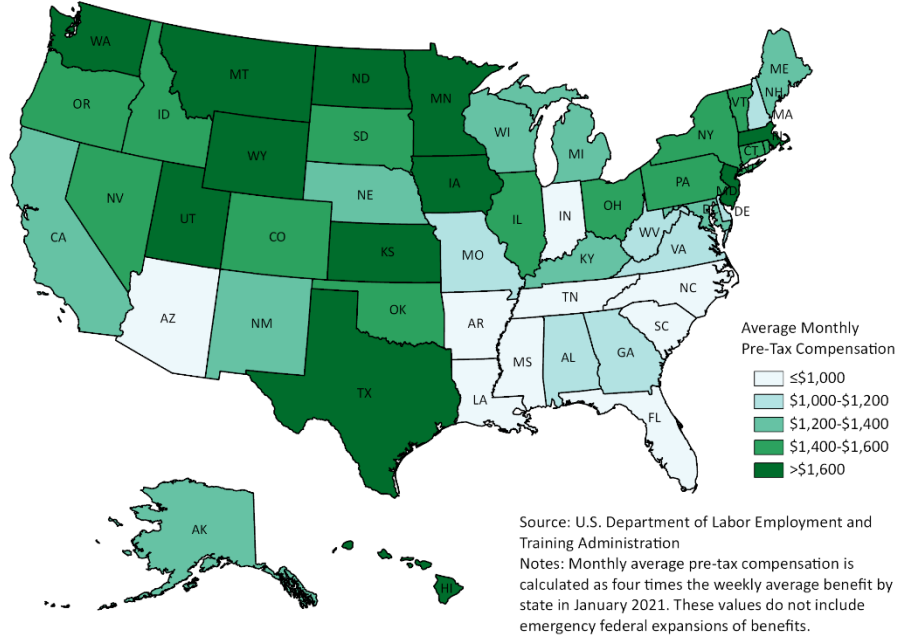 WA
MT
ND
MN
ME
NH
VT
MA
OR
ID
SD
WI
NY
MI
CT
WY
IA
PA
NE
MD
DE
NV
UT
IL
IN
OH
CA
CO
KS
MO
WV
VA
KY
NC
TN
AZ
NM
OK
AR
SC
MS
AL
GA
TX
LA
FL
AK
HI
Average Monthly
Pre-Tax Compensation
≤$1,000
$1,000-$1,200
$1,200-$1,400
$1,400-$1,600
>$1,600
Source: U.S. Department of Labor Employment and
Training Administration
Notes: Monthly average pre-tax compensation is
calculated as four times the weekly average benefit by
state in January 2021. These values do not include
emergency federal expansions of benefits.